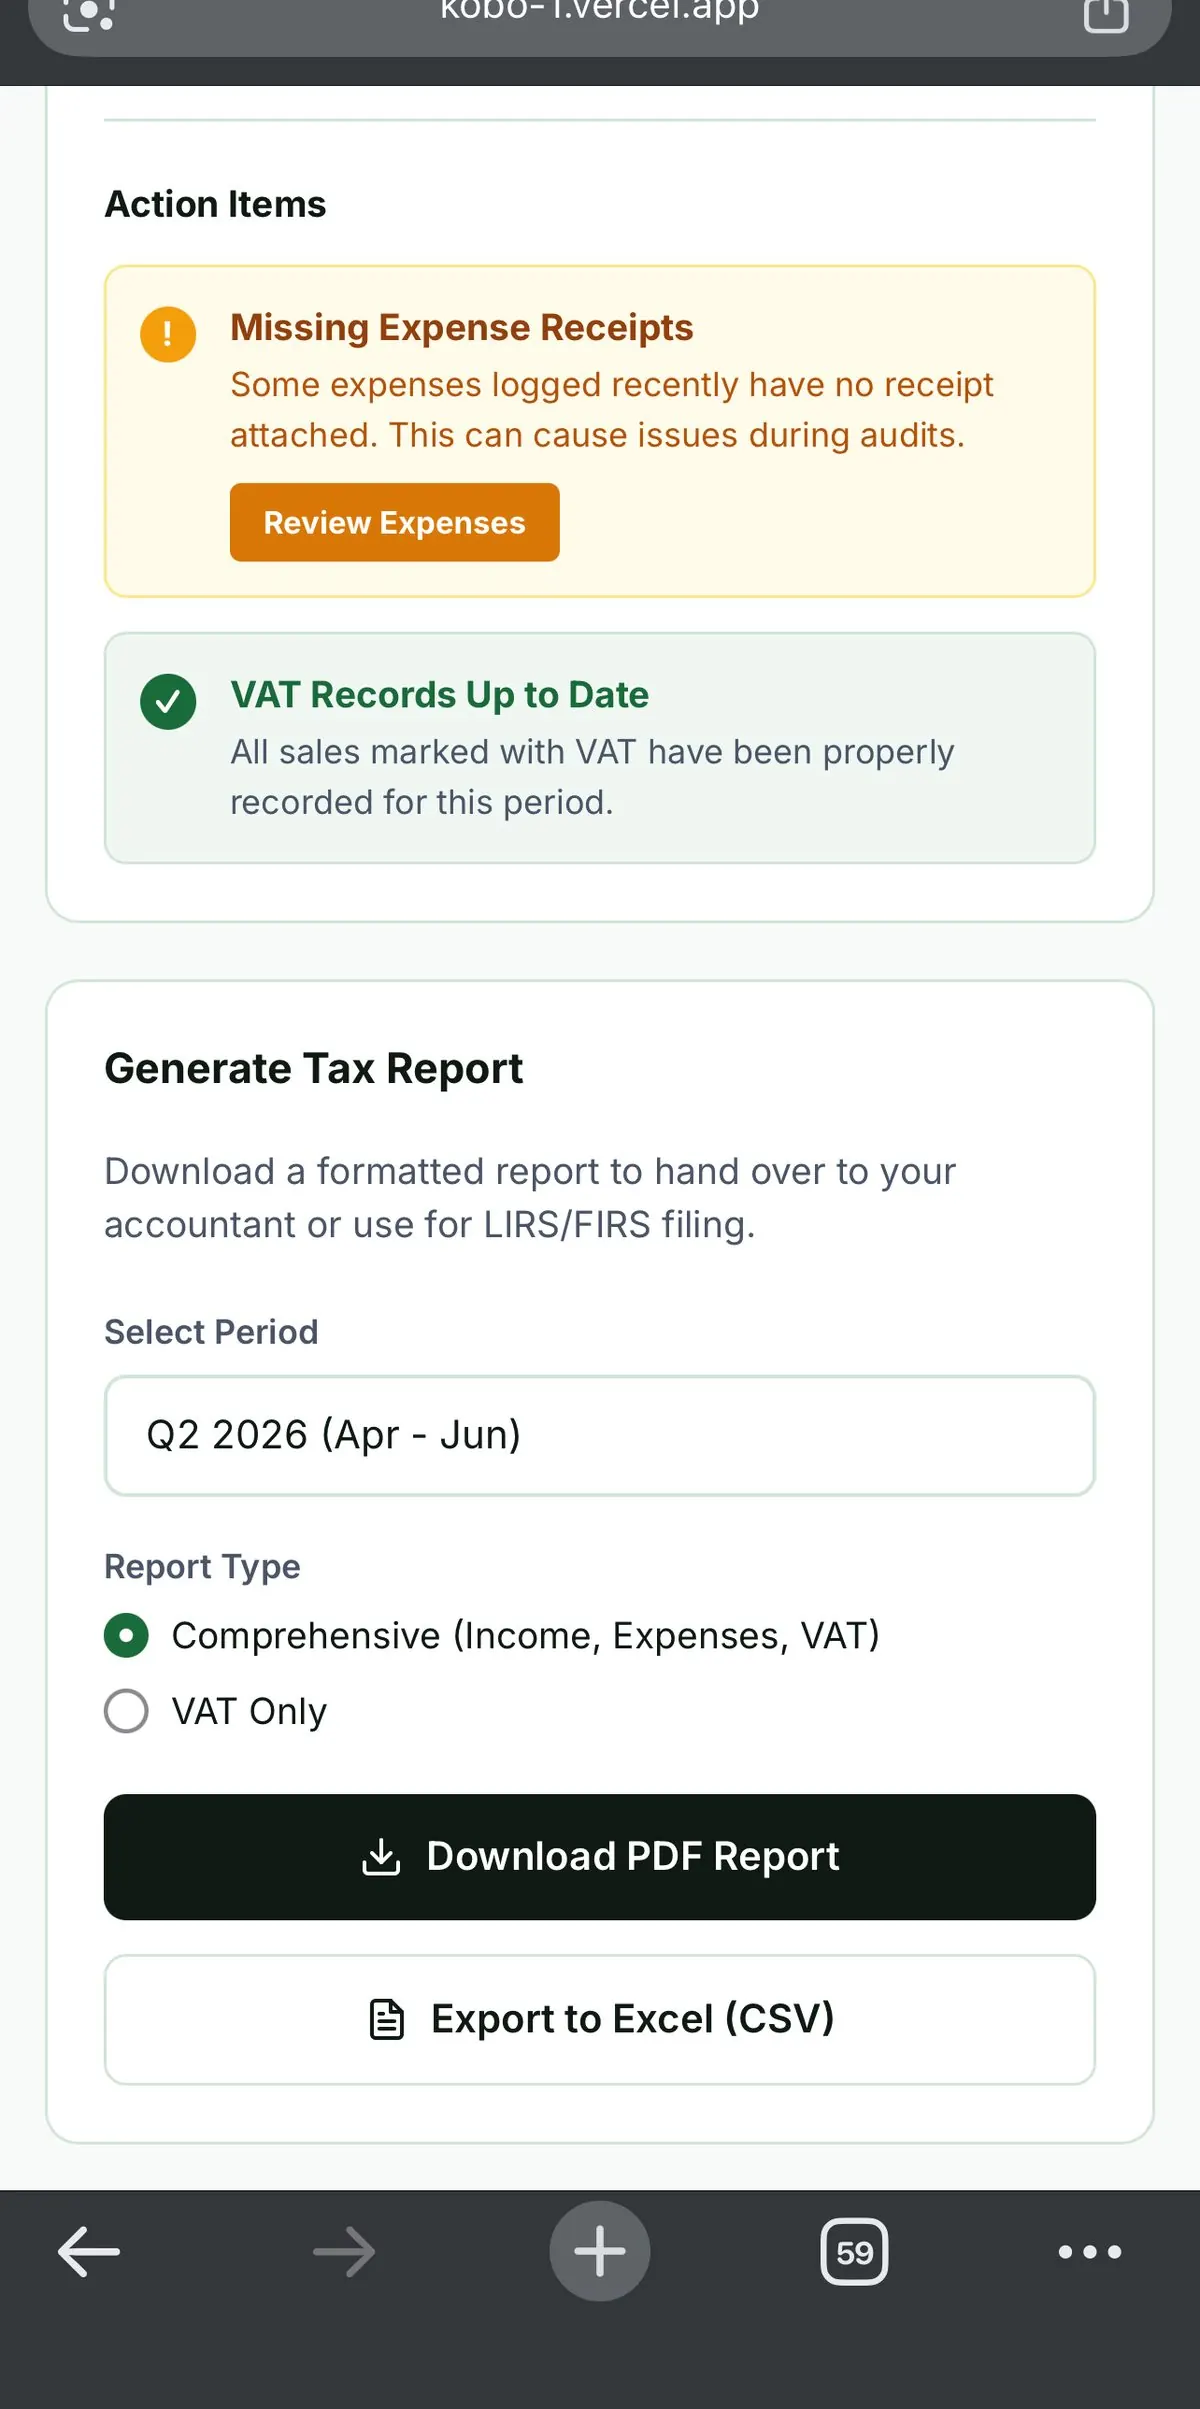 kobo-1.vercel.app
Action Items
Missing Expense Receipts
Some expenses logged recently have no receipt
attached. This can cause issues during audits.
Review Expenses
VAT Records Up to Date
All sales marked with VAT have been properly
recorded for this period.
Generate Tax Report
Download a formatted report to hand over to your
accountant or use for LIRS/FIRS filing.
Select Period
Q2 2026 (Apr - Jun)
Report Type
Comprehensive (Income, Expenses, VAT)
VAT Only
Download PDF Report
Export to Excel (CSV)
59